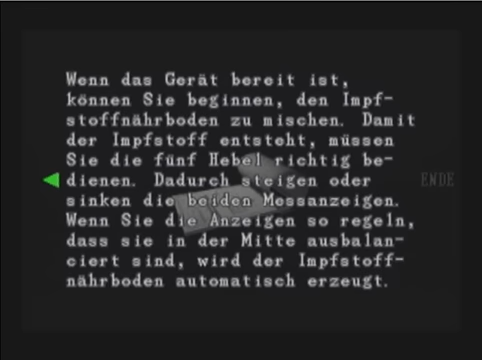 Wenn das Gerät bereit ist,
können Sie beginnen, den Impf-
stoffnährboden zu mischen. Damit
der Impfstoff entsteht, müssen
Sie die fünf Hebel richtig be-
dienen. Dadurch steigen oder
ENDE
sinken die beiden Messanzeigen.
Wenn Sie die Anzeigen so regeln,
dass sie in der Mitte ausbalan-
ciert sind, wird der Impfstoff-
nährboden automatisch erzeugt.